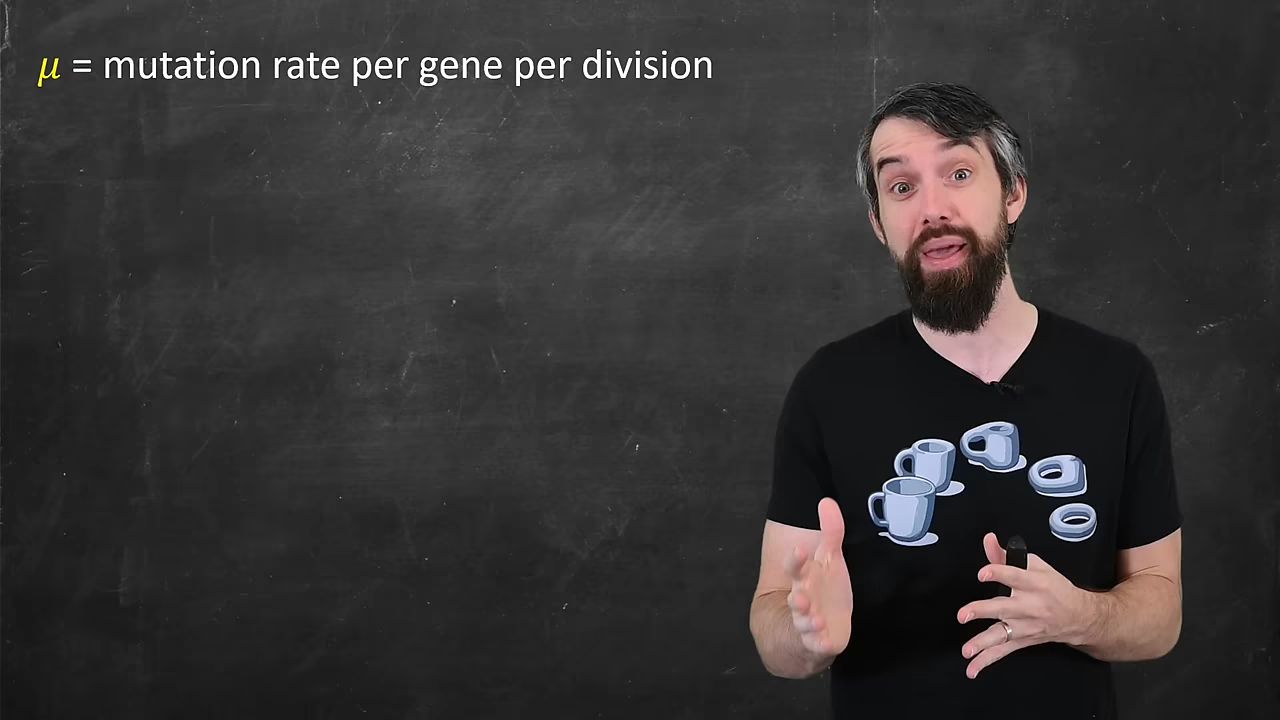 μ = mutation rate per gene per division